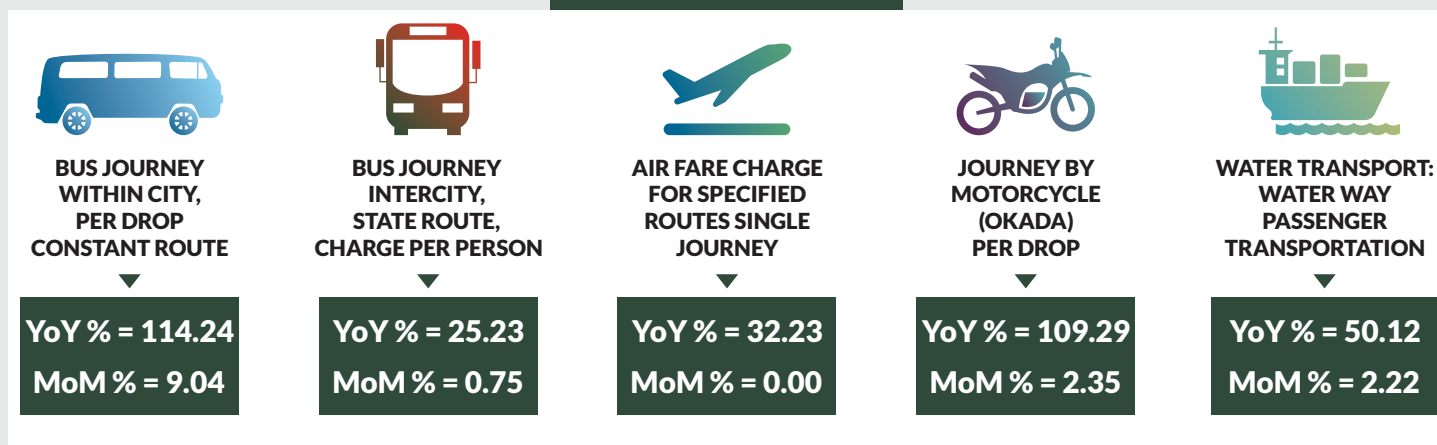 BUS JOURNEY
WITHIN CITY,
PER DROP
CONSTANT ROUTE
YoY % = 114.24
MoM % = 9.04
BUS JOURNEY
INTERCITY,
STATE ROUTE,
CHARGE PER PERSON
YoY % = 25.23
MoM % = 0.75
AIR FARE CHARGE
FOR SPECIFIED
ROUTES SINGLE
JOURNEY
YoY % = 32.23
MoM % = 0.00
JOURNEY BY
MOTORCYCLE
(OKADA)
PER DROP
YoY % = 109.29
MoM % = 2.35
WATER TRANSPORT:
WATER WAY
PASSENGER
TRANSPORTATION
YoY % = 50.12
MoM % = 2.22